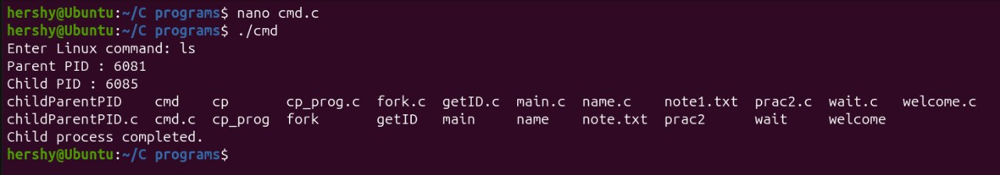 hershy@Ubuntu:~/C programs$ nano cmd.c
hershy@Ubuntu:~/C programs$ ./cmd
Enter Linux command: ls
Parent PID : 6081
Child PID : 6085
childParentPID    cmd    cp       cp_prog.c  fork.c  getID.c  main.c  name.c    note1.txt  prac2.c  wait.c   welcome.c
childParentPID.c  cmd.c  cp_prog  fork       getID   main     name    note.txt  prac2      wait     welcome
Child process completed.
hershy@Ubuntu:~/C programs$